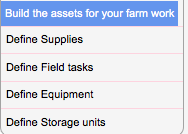 Build the assets for your farm work
Define Supplies
Define Field tasks
Define Equipment
Define Storage units